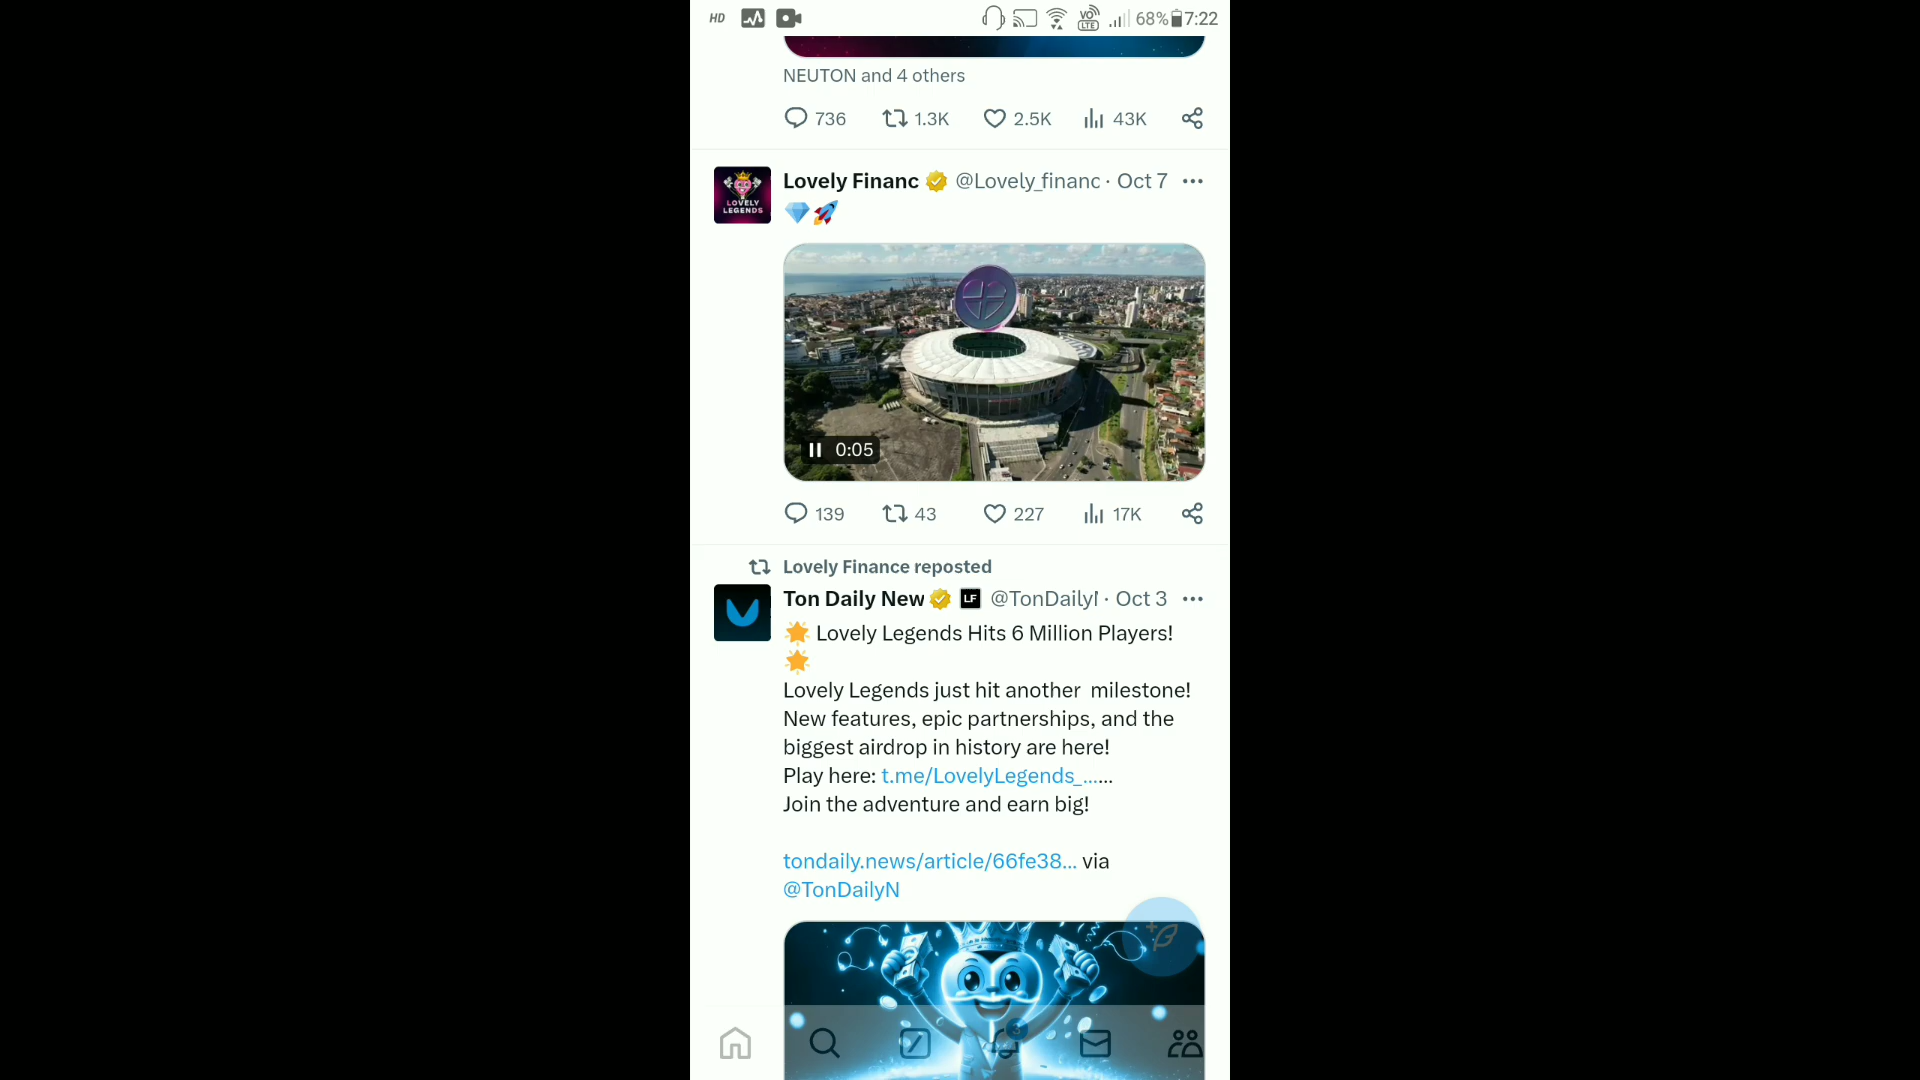 HD VO LTE 68% 7:22
NEUTON and 4 others
736 1.3K 2.5K 43K
Lovely Financ @Lovely_financ · Oct 7
LOVELY
LEGENDS
0:05
139 43 227 17K
Lovely Finance reposted
Ton Daily New LF @TonDailyN · Oct 3
Lovely Legends Hits 6 Million Players!
Lovely Legends just hit another milestone!
New features, epic partnerships, and the
biggest airdrop in history are here!
Play here: t.me/LovelyLegends_......
Join the adventure and earn big!
tondaily.news/article/66fe38... via
@TonDailyN
3